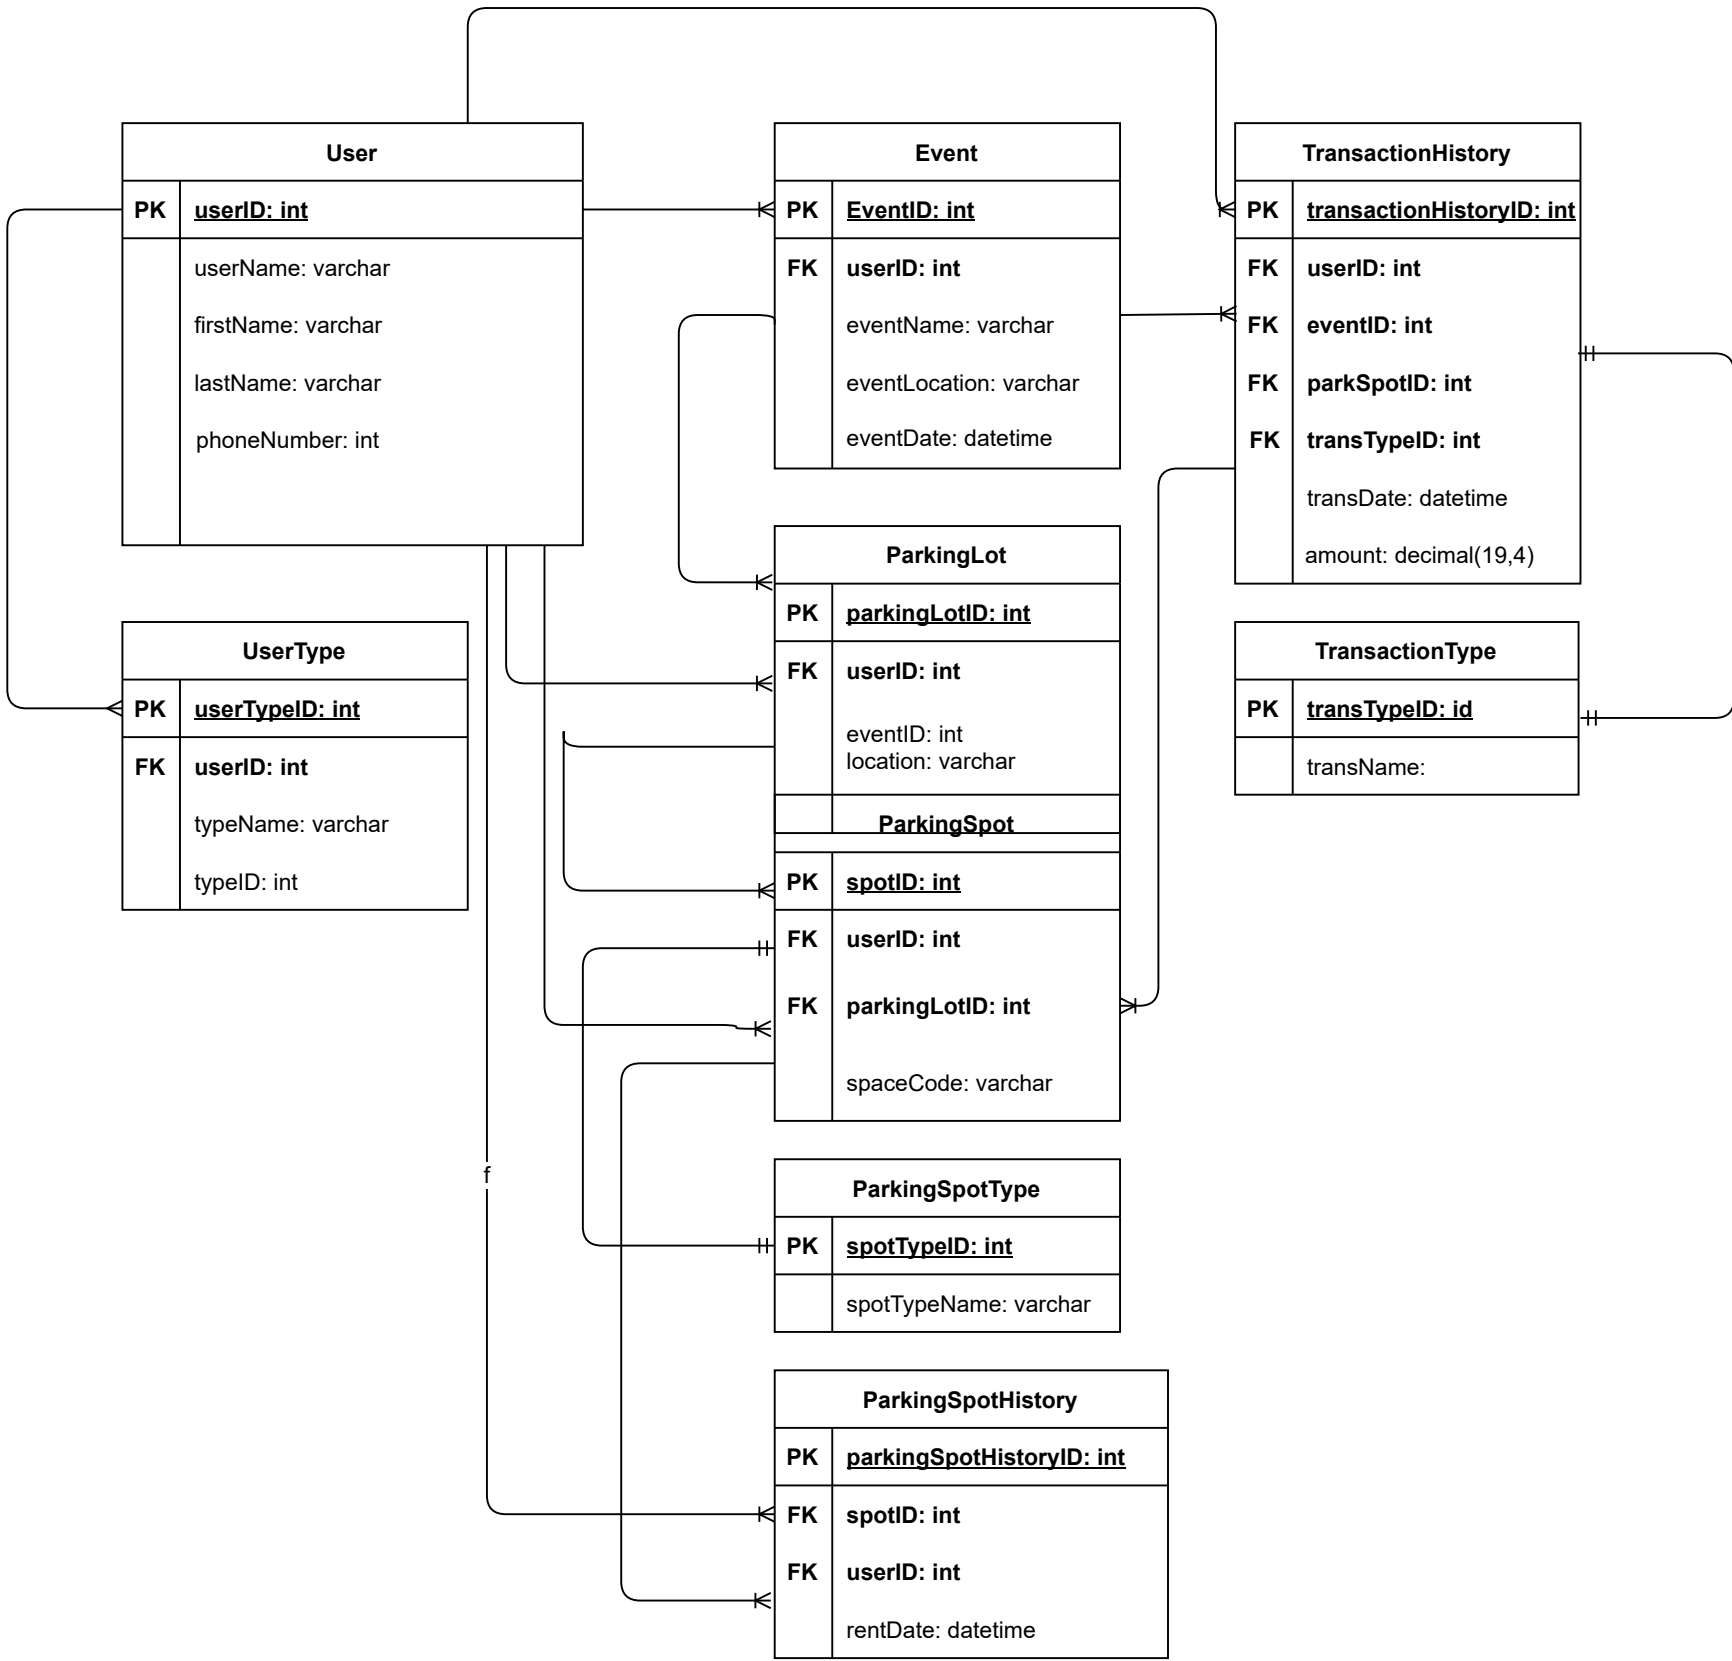 User
PK userID: int
userName: varchar
firstName: varchar
lastName: varchar
phoneNumber: int
Event
PK EventID: int
FK userID: int
eventName: varchar
eventLocation: varchar
eventDate: datetime
TransactionHistory
PK transactionHistoryID: int
FK userID: int
FK eventID: int
FK parkSpotID: int
FK transTypeID: int
transDate: datetime
amount: decimal(19,4)
UserType
PK userTypeID: int
FK userID: int
typeName: varchar
typeID: int
ParkingLot
PK parkingLotID: int
FK userID: int
eventID: int
location: varchar
TransactionType
PK transTypeID: id
transName:
ParkingSpot
PK spotID: int
FK userID: int
FK parkingLotID: int
spaceCode: varchar
f
ParkingSpotType
PK spotTypeID: int
spotTypeName: varchar
ParkingSpotHistory
PK parkingSpotHistoryID: int
FK spotID: int
FK userID: int
rentDate: datetime